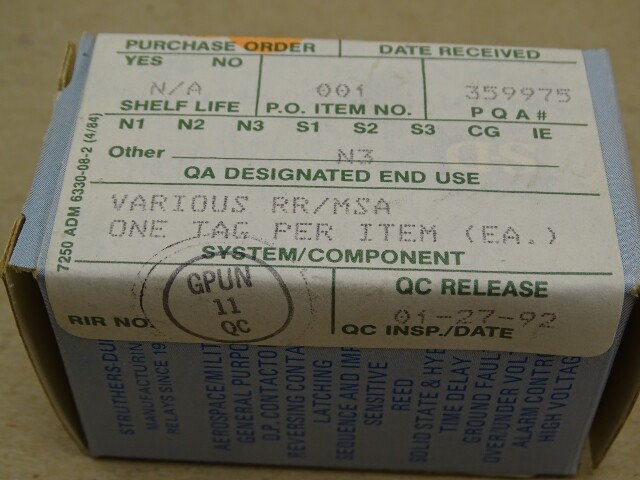 PURCHASE ORDER DATE RECEIVED
YES NO
N/A 001 359975
SHELF LIFE P.O. ITEM NO. PQA#
N1 N2 N3 S1 S2 S3 CG IE
Other N3
QA DESIGNATED END USE
VARIOUS RR/MSA
ONE TAG PER ITEM (EA.)
SYSTEM/COMPONENT
GPUN
11
QC
QC RELEASE
RIR NO.
01-27-92
QC INSP./DATE
7250 ADM 6330-08-2 (4/84)
STRUTHERS-DU
MANUFACTURIN
RELAYS SINCE 19
AEROSPACE/MILIT
GENERAL PURPO
D.P. CONTACTO
REVERSING CONTA
LATCHING
SEQUENCE AND IM
SENSITIVE
REED
SOLID STATE & HYB
TIME DELAY
GROUND FAUL
OVER/UNDER VOL
ALARM CONTR
HIGH VOLTAG